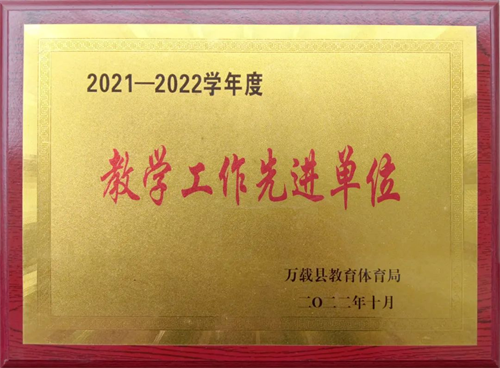 2021—2022学年度
教学工作先进单位
万载县教育体育局
二〇二二年十月